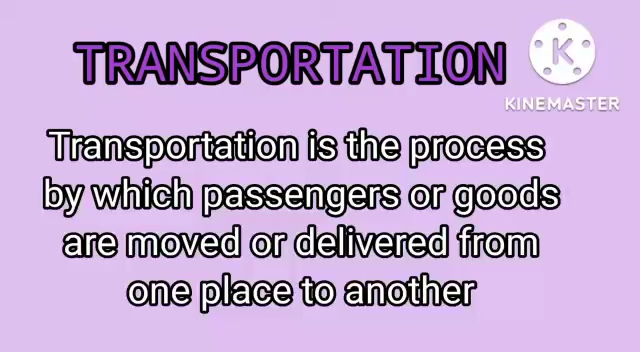 TRANSPORTATION
K
KINEMASTER
Transportation is the process
by which passengers or goods
are moved or delivered from
one place to another